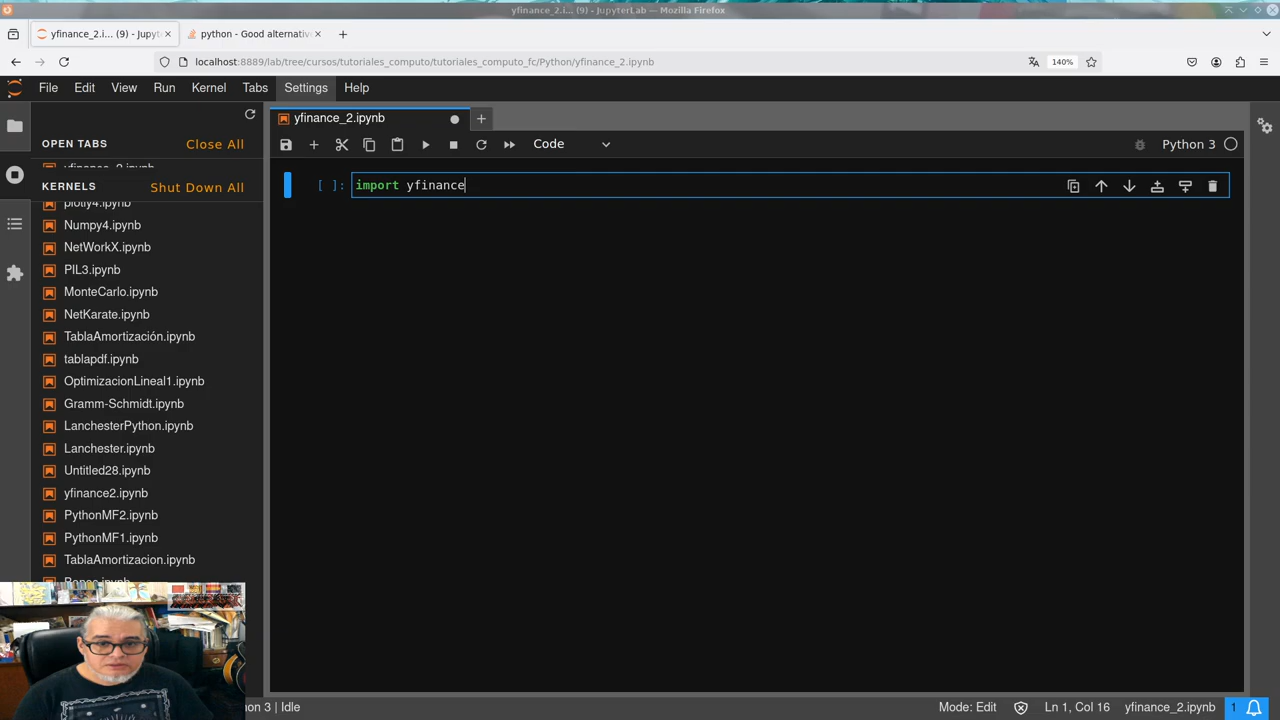 yfinance_2.i… (9) - JupyterLab — Mozilla Firefox
yfinance_2.i… (9) - Jupyt
python - Good alternativ
localhost:8889/lab/tree/cursos/tutoriales_computo/tutoriales_computo_fc/Python/yfinance_2.ipynb
140%
File Edit View Run Kernel Tabs Settings Help
yfinance_2.ipynb
OPEN TABS Close All
Code
Python 3
yfinance_2.ipynb
KERNELS Shut Down All
[ ]: import yfinance
plotly4.ipynb
Numpy4.ipynb
NetWorkX.ipynb
PIL3.ipynb
MonteCarlo.ipynb
NetKarate.ipynb
TablaAmortización.ipynb
tablapdf.ipynb
OptimizacionLineal1.ipynb
Gramm-Schmidt.ipynb
LanchesterPython.ipynb
Lanchester.ipynb
Untitled28.ipynb
yfinance2.ipynb
PythonMF2.ipynb
PythonMF1.ipynb
TablaAmortizacion.ipynb
n 3 | Idle
Mode: Edit
Ln 1, Col 16
yfinance_2.ipynb
1